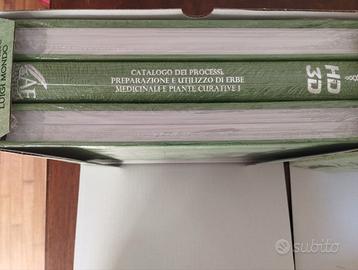 LUIGI MONDO
CATALOGO DEI PROCESSI,
PREPARAZIONE E UTILIZZO DI ERBE
MEDICINALI E PIANTE CURATIVE I
HD
3D
subito